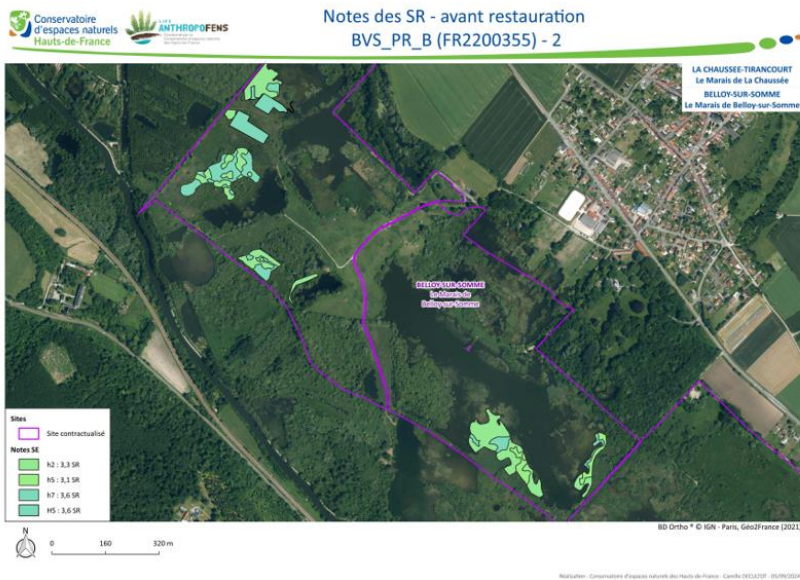 Conservatoire
d'espaces naturels
Hauts-de-France
LIFE
ANTHROPOFENS
Notes des SR - avant restauration
BVS_PR_B (FR2200355) - 2
LA CHAUSSEE-TIRANCOURT
Le Marais de La Chaussée
BELLOY-SUR-SOMME
Le Marais de Belloy-sur-Somme
BELLOY-SUR-SOMME
Le Marais de
Belloy-sur-Somme
Sites
Site contractualisé
Notes SE
h2 : 3,3 SR
h5 : 3,1 SR
h7 : 3,6 SR
H5 : 3,6 SR
N
0 160 320 m
BD Ortho ® © IGN - Paris, Géo2France (2021)